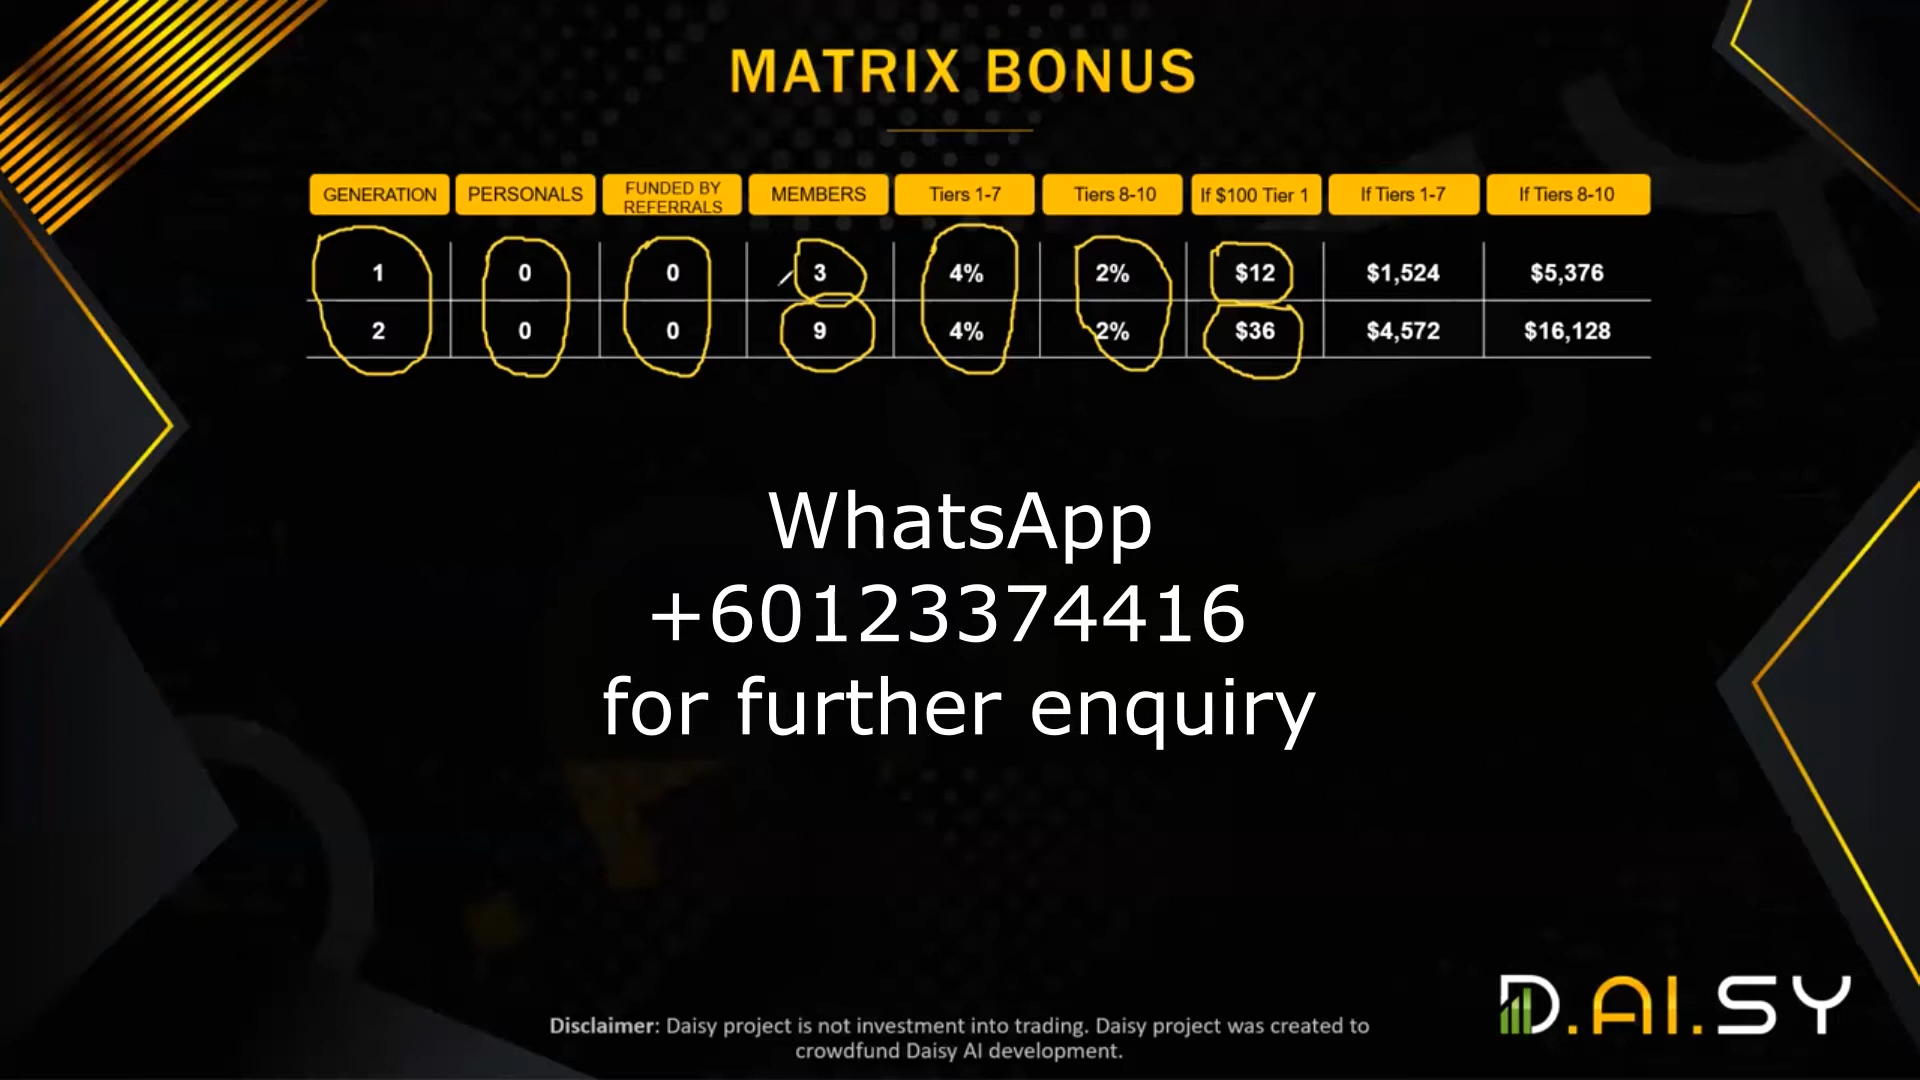 MATRIX BONUS
GENERATION PERSONALS FUNDED BY REFERRALS MEMBERS Tiers 1-7 Tiers 8-10 If $100 Tier 1 If Tiers 1-7 If Tiers 8-10
1 0 0 3 4% 2% $12 $1,524 $5,376
2 0 0 9 4% 2% $36 $4,572 $16,128
WhatsApp
+60123374416
for further enquiry
D.AI.SY
Disclaimer: Daisy project is not investment into trading. Daisy project was created to
crowdfund Daisy AI development.